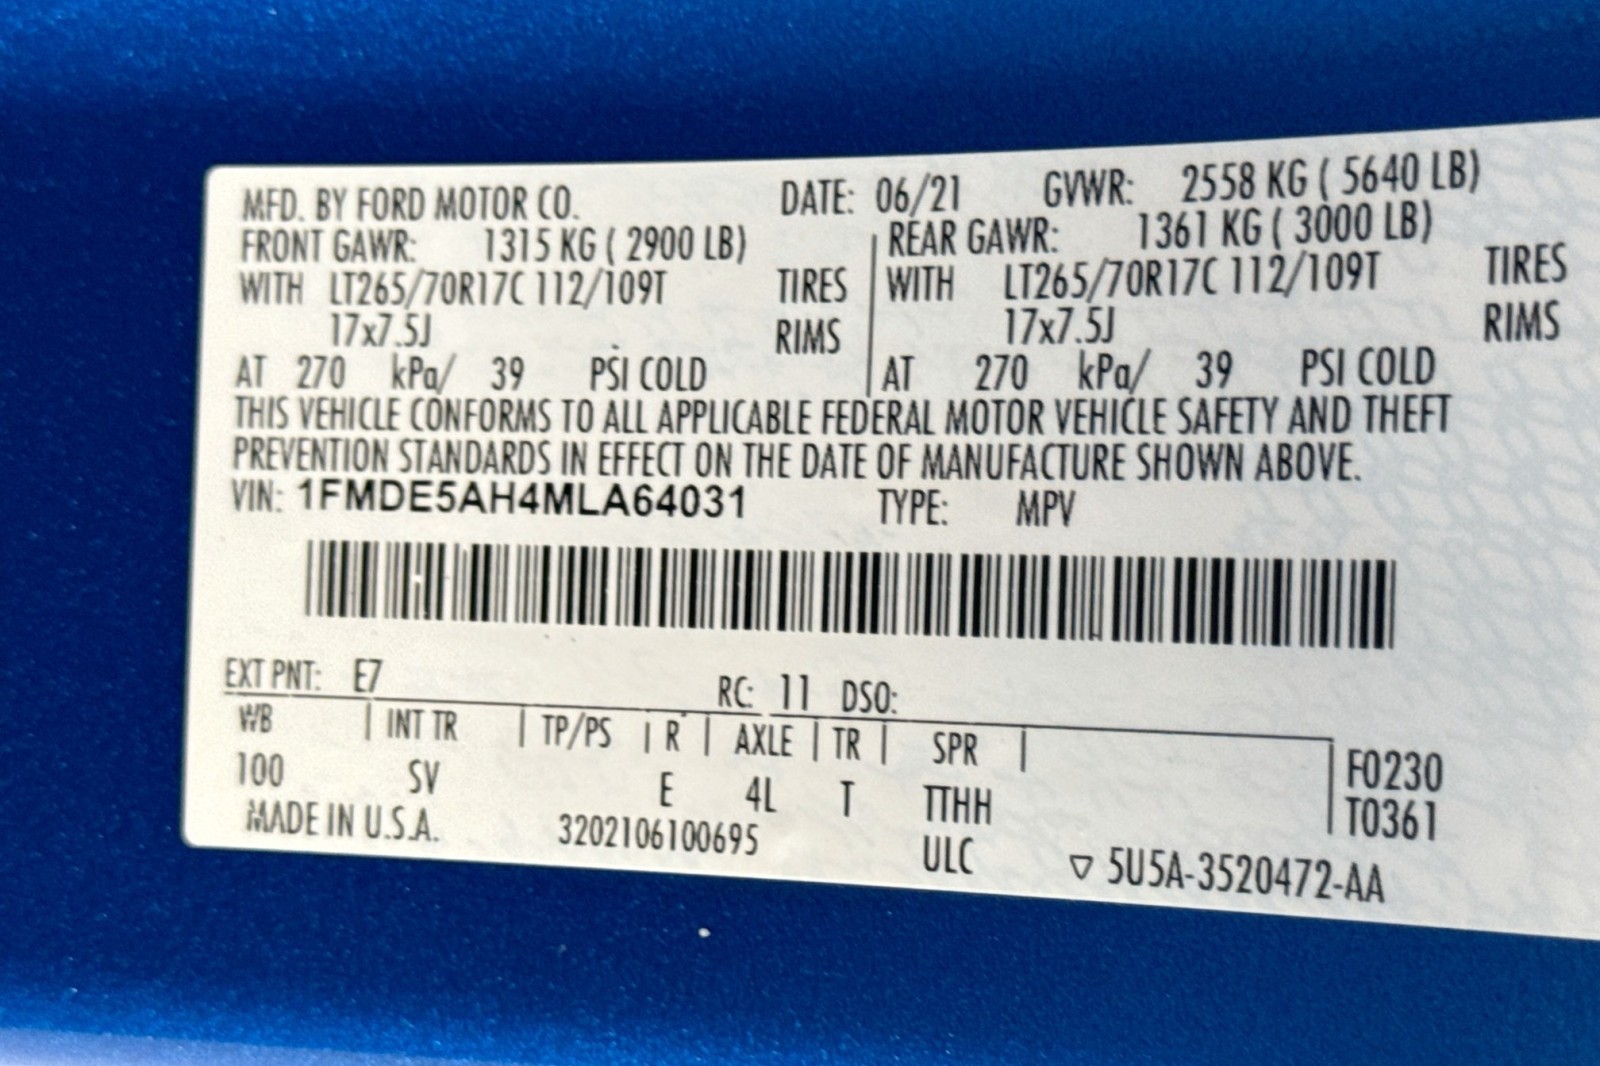 MFD. BY FORD MOTOR CO. DATE: 06/21 GVWR: 2558 KG ( 5640 LB)
FRONT GAWR: 1315 KG ( 2900 LB) REAR GAWR: 1361 KG ( 3000 LB)
WITH LT265/70R17C 112/109T TIRES WITH LT265/70R17C 112/109T TIRES
17x7.5J RIMS 17x7.5J RIMS
AT 270 kPa/ 39 PSI COLD AT 270 kPa/ 39 PSI COLD
THIS VEHICLE CONFORMS TO ALL APPLICABLE FEDERAL MOTOR VEHICLE SAFETY AND THEFT
PREVENTION STANDARDS IN EFFECT ON THE DATE OF MANUFACTURE SHOWN ABOVE.
VIN: 1FMDE5AH4MLA64031 TYPE: MPV
EXT PNT: E7 RC: 11 DSO:
WB | INT TR | TP/PS | R | AXLE | TR | SPR | F0230
100 SV E 4L T TTHH T0361
MADE IN U.S.A. 3202106100695 ULC ▽ 5U5A-3520472-AA